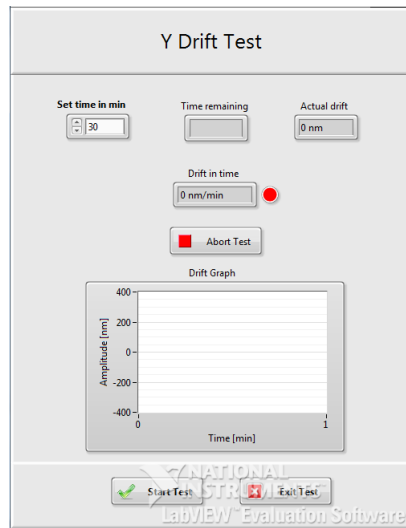 Y Drift Test
Set time in min
Time remaining
Actual drift
30
0 nm
Drift in time
0 nm/min
Abort Test
Drift Graph
400
200
0
-200
-400
Amplitude [nm]
0
1
Time [min]
NATIONAL
INSTRUMENTS
LabVIEW™ Evaluation Software
Start Test
Exit Test